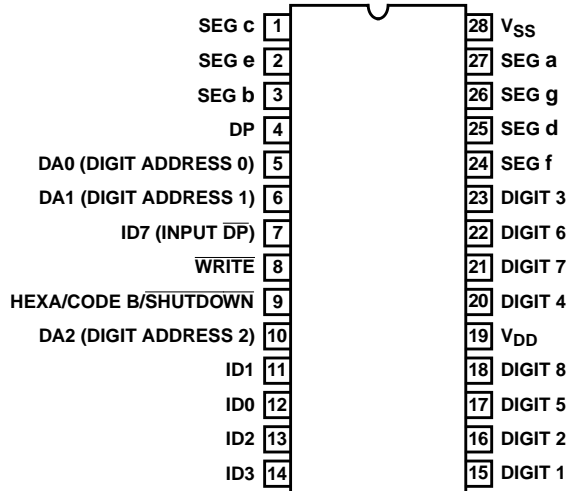 SEG c 1 28 VSS
SEG e 2 27 SEG a
SEG b 3 26 SEG g
DP 4 25 SEG d
DA0 (DIGIT ADDRESS 0) 5 24 SEG f
DA1 (DIGIT ADDRESS 1) 6 23 DIGIT 3
ID7 (INPUT DP) 7 22 DIGIT 6
WRITE 8 21 DIGIT 7
HEXA/CODE B/SHUTDOWN 9 20 DIGIT 4
DA2 (DIGIT ADDRESS 2) 10 19 VDD
ID1 11 18 DIGIT 8
ID0 12 17 DIGIT 5
ID2 13 16 DIGIT 2
ID3 14 15 DIGIT 1